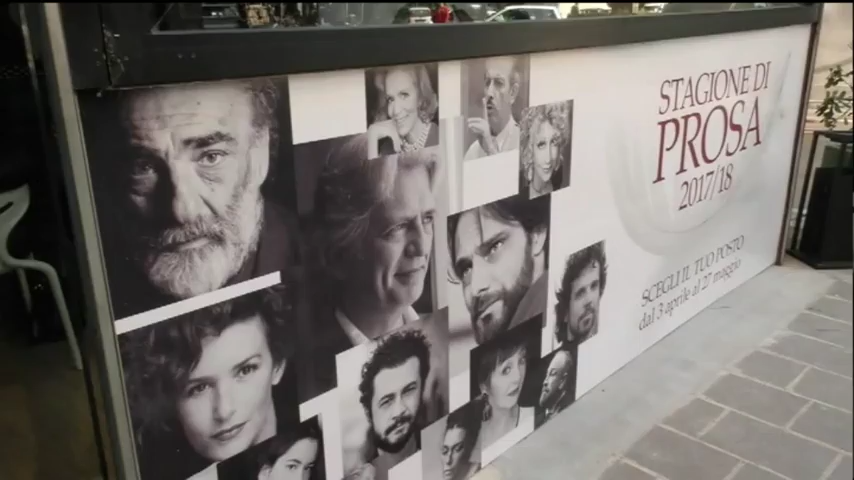 STAGIONE DI
PROSA
2017/18
SCEGLI IL TUO POSTO
dal 3 aprile al 27 maggio